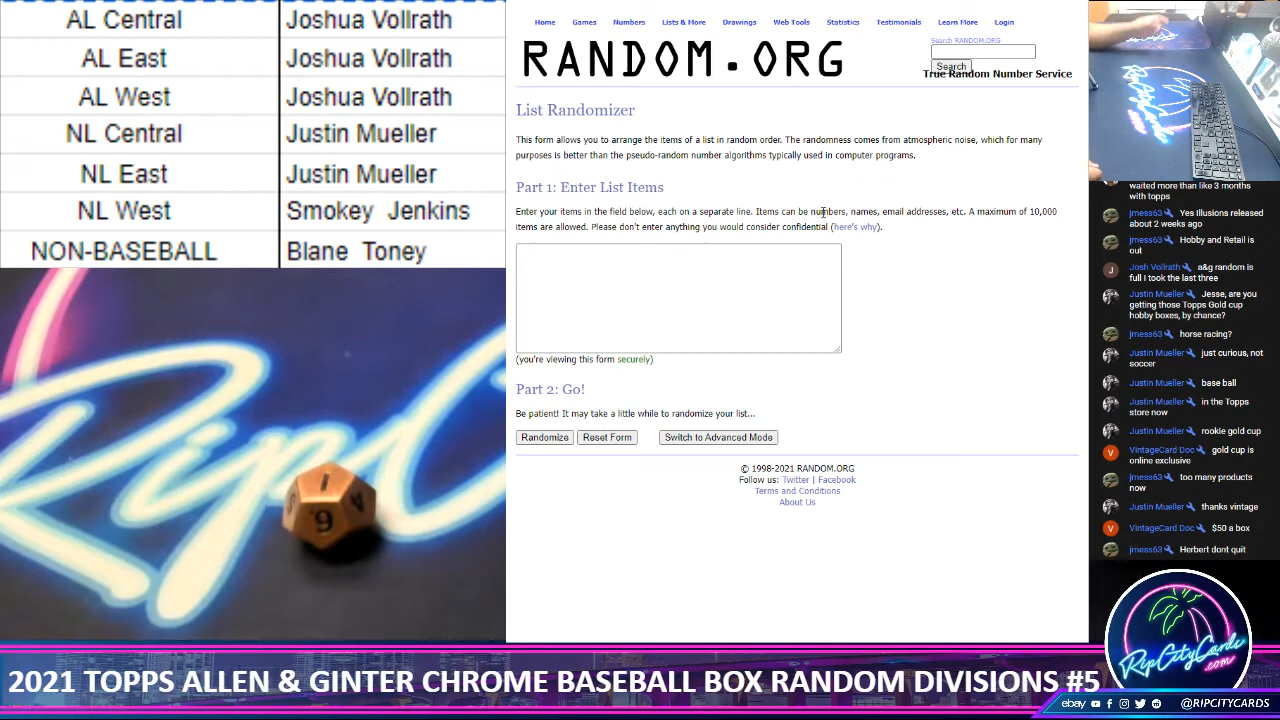 AL Central Joshua Vollrath
AL East Joshua Vollrath
AL West Joshua Vollrath
NL Central Justin Mueller
NL East Justin Mueller
NL West Smokey Jenkins
NON-BASEBALL Blane Toney
Home Games Numbers Lists & More Drawings Web Tools Statistics Testimonials Learn More Login
RANDOM.ORG
Search RANDOM.ORG
Search
True Random Number Service
List Randomizer
This form allows you to arrange the items of a list in random order. The randomness comes from atmospheric noise, which for many
purposes is better than the pseudo-random number algorithms typically used in computer programs.
Part 1: Enter List Items
Enter your items in the field below, each on a separate line. Items can be numbers, names, email addresses, etc. A maximum of 10,000
items are allowed. Please don't enter anything you would consider confidential (here's why).
(you're viewing this form securely)
Part 2: Go!
Be patient! It may take a little while to randomize your list...
Randomize Reset Form Switch to Advanced Mode
© 1998-2021 RANDOM.ORG
Follow us: Twitter | Facebook
Terms and Conditions
About Us
waited more than like 3 months
with topps
jmess63 Yes Illusions released
about 2 weeks ago
jmess63 Hobby and Retail is
out
Josh Vollrath a&g random is
full I took the last three
Justin Mueller Jesse, are you
getting those Topps Gold cup
hobby boxes, by chance?
jmess63 horse racing?
Justin Mueller just curious, not
soccer
Justin Mueller base ball
Justin Mueller in the Topps
store now
Justin Mueller rookie gold cup
VintageCard Doc gold cup is
online exclusive
jmess63 too many products
now
Justin Mueller thanks vintage
VintageCard Doc $50 a box
jmess63 Herbert dont quit
1
6
4
RipCityCards
.com
2021 TOPPS ALLEN & GINTER CHROME BASEBALL BOX RANDOM DIVISIONS #5
ebay @RIPCITYCARDS